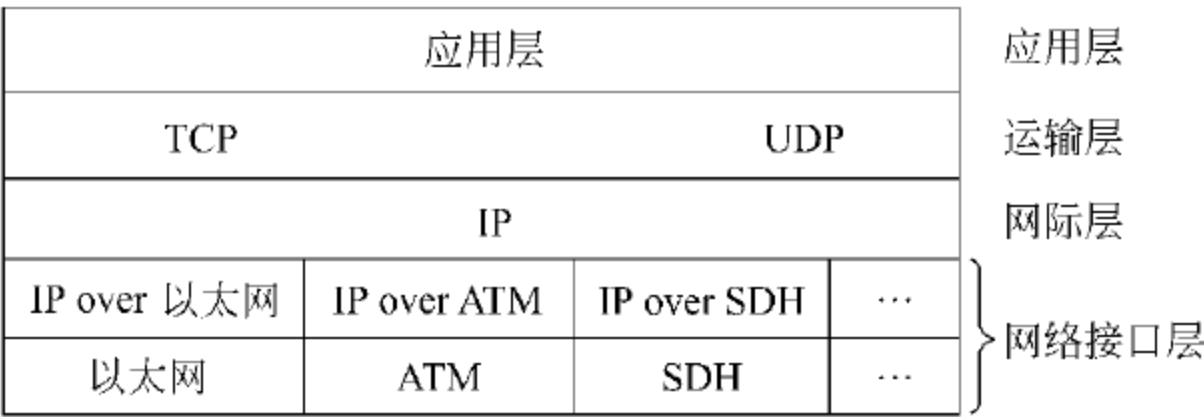 应用层 应用层
TCP UDP 运输层
IP 网际层
IP over 以太网 IP over ATM IP over SDH …
网络接口层
以太网 ATM SDH …